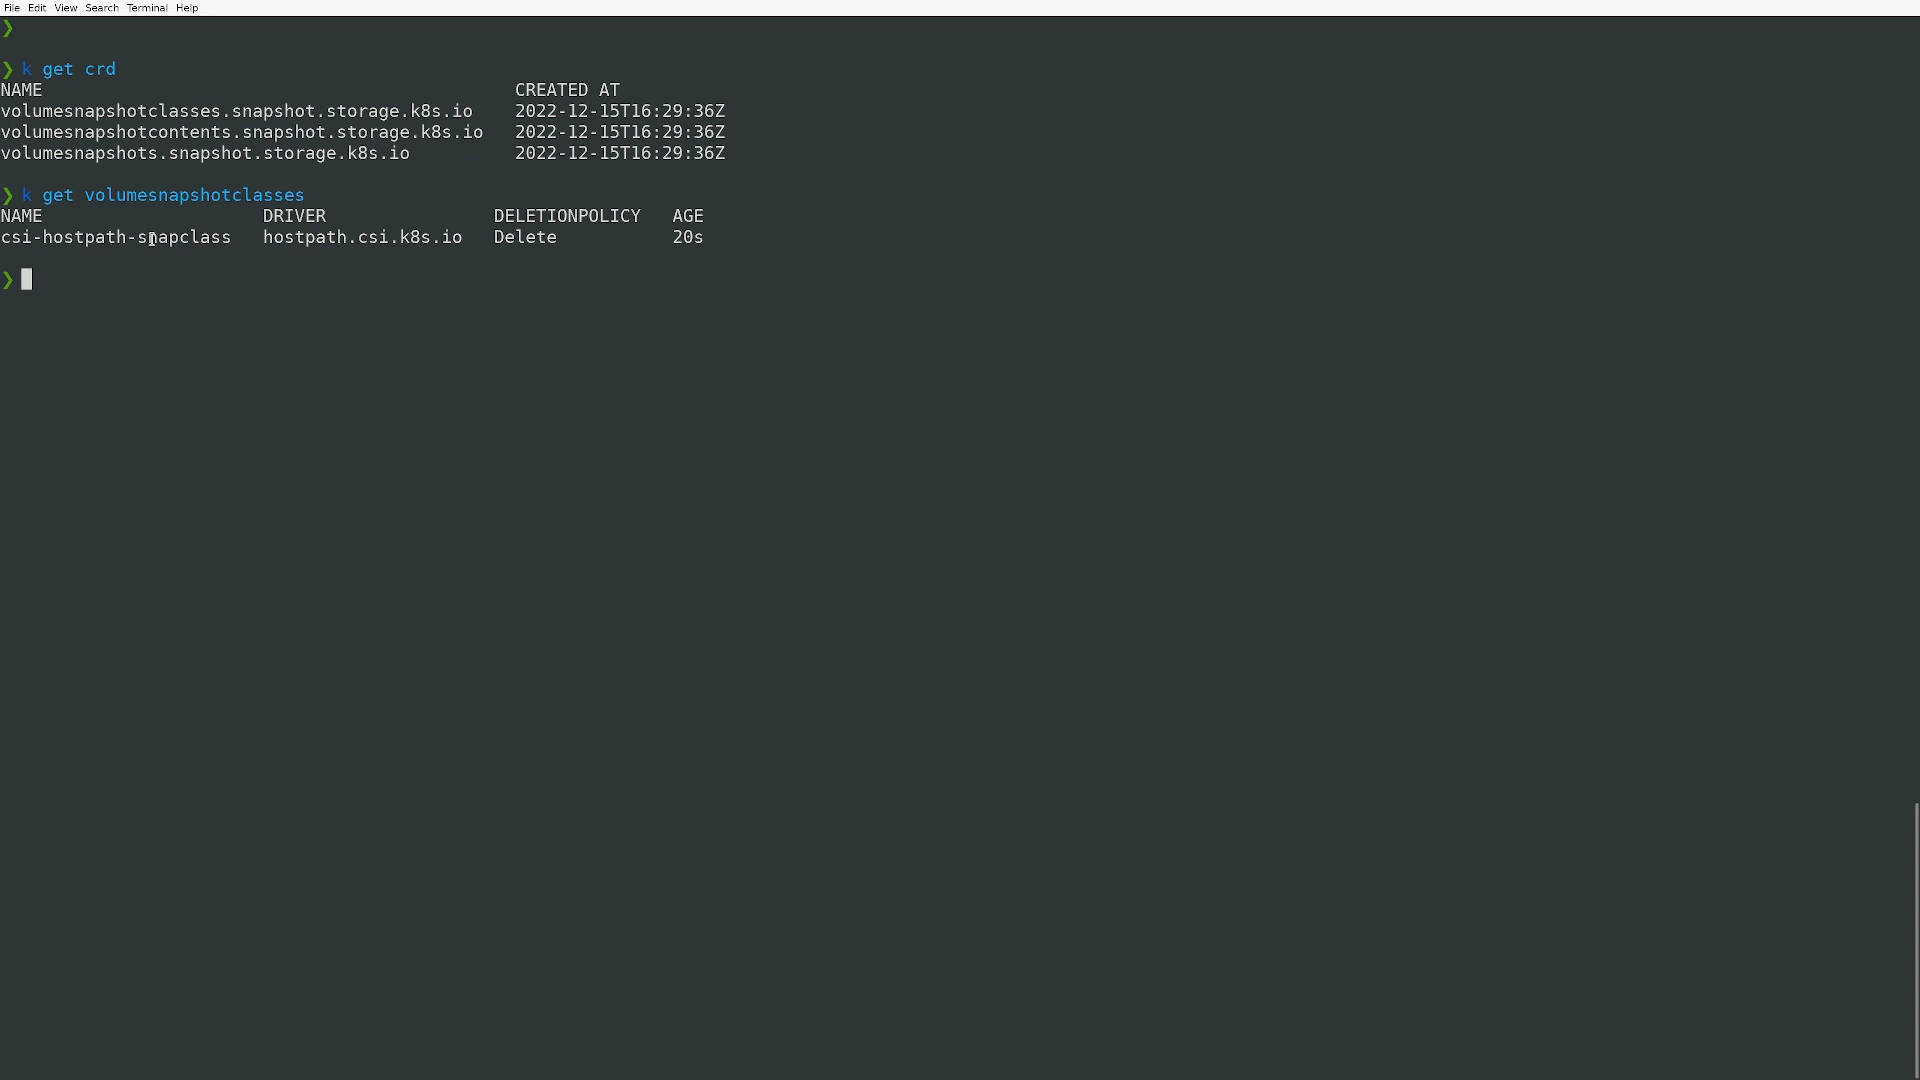 File Edit View Search Terminal Help
❯
❯ k get crd
NAME CREATED AT
volumesnapshotclasses.snapshot.storage.k8s.io 2022-12-15T16:29:36Z
volumesnapshotcontents.snapshot.storage.k8s.io 2022-12-15T16:29:36Z
volumesnapshots.snapshot.storage.k8s.io 2022-12-15T16:29:36Z
❯ k get volumesnapshotclasses
NAME DRIVER DELETIONPOLICY AGE
csi-hostpath-snapclass hostpath.csi.k8s.io Delete 20s
❯